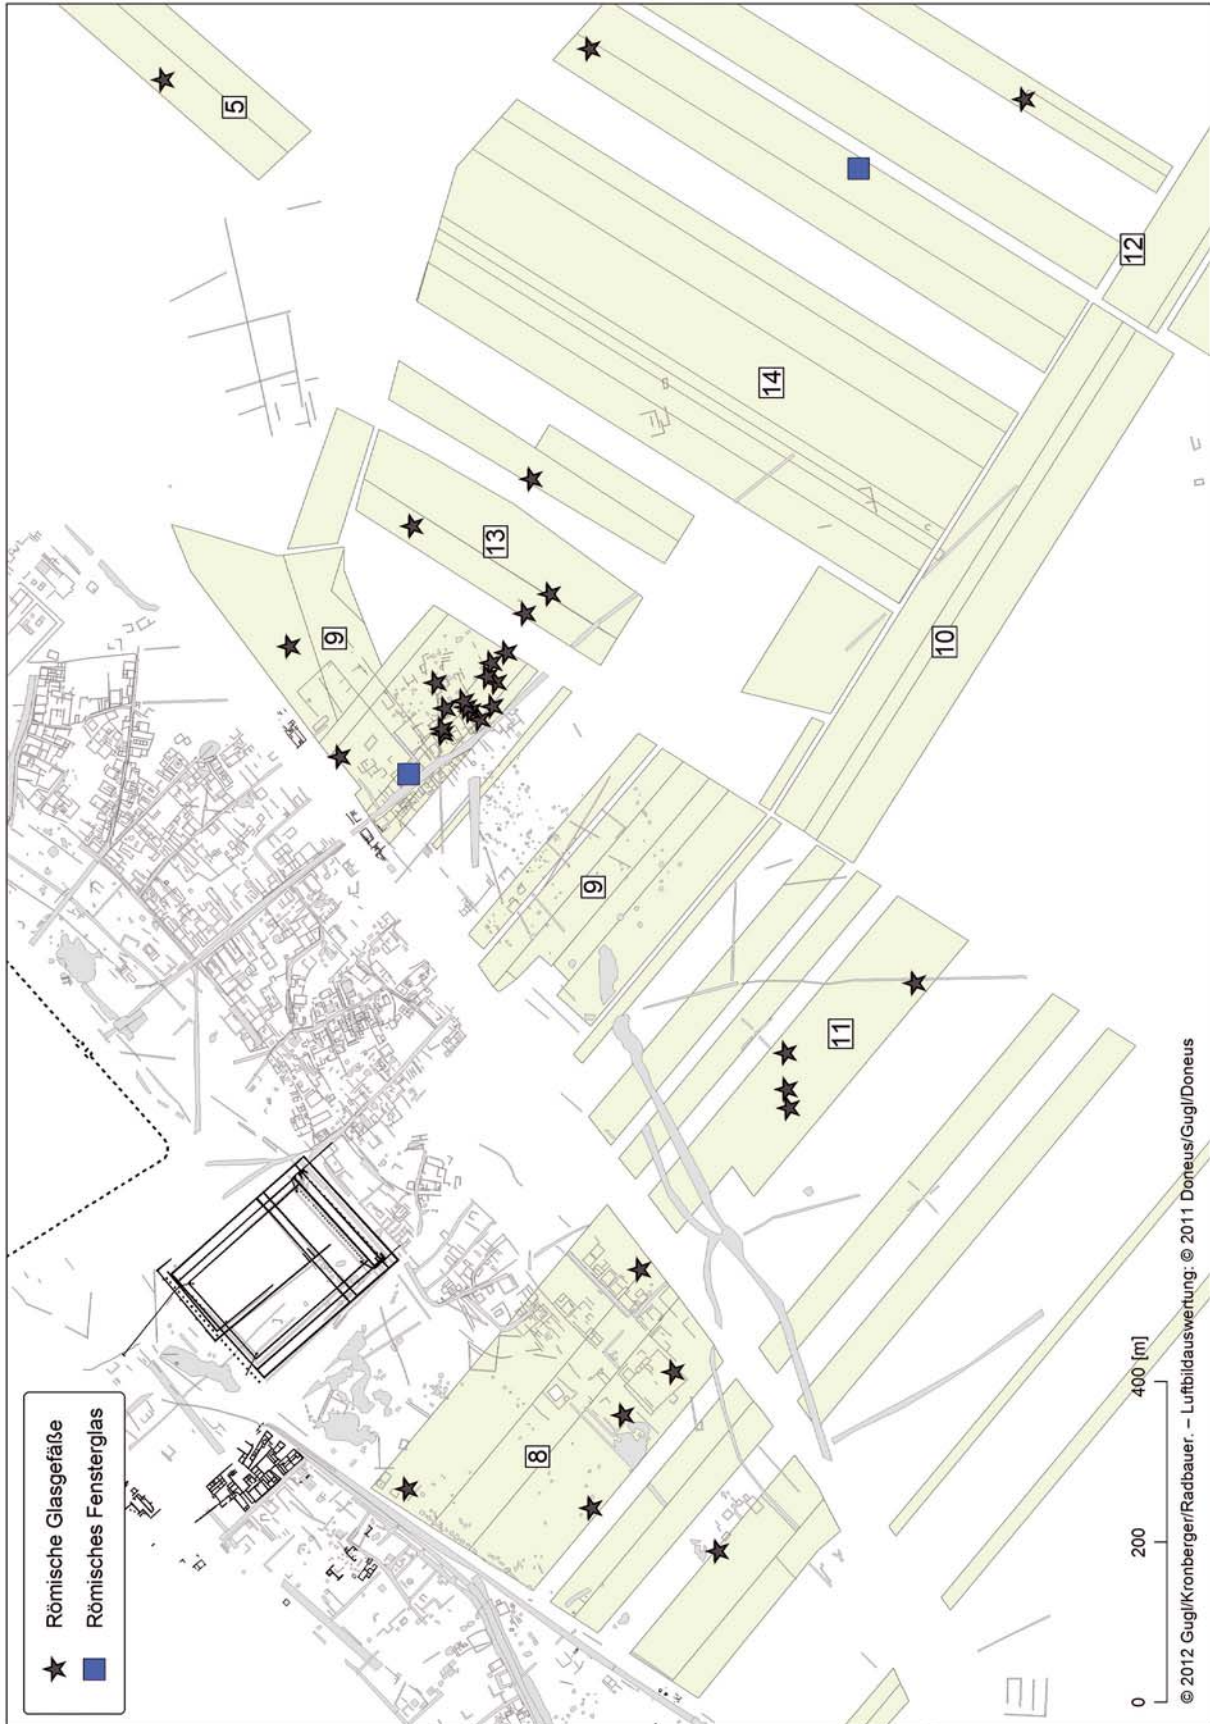 Römische Glasgefäße
Römisches Fensterglas
5
9
13
14
12
9
10
11
8
0 200 400 [m]
© 2012 Gugl/Kronberger/Radbauer. – Luftbildauswertung: © 2011 Doneus/Gugl/Doneus